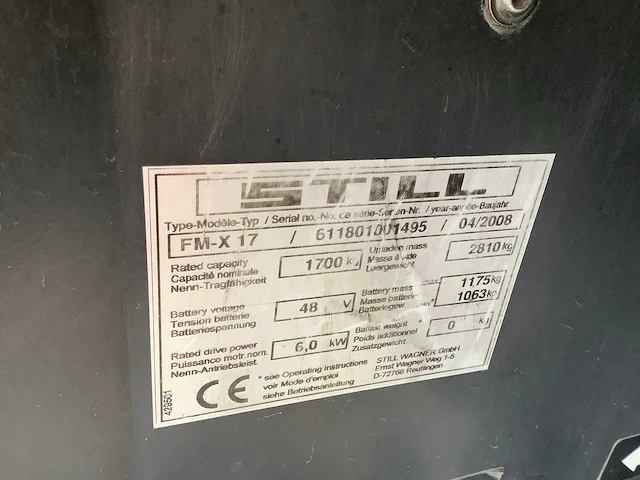 STILL
Type-Modèle-Typ / Serial no.-No. de série-Serien-Nr. / year-année-Baujahr
FM-X 17 / 611801001495 / 04/2008
Rated capacity
Capacité nominale
Nenn-Tragfähigkeit
1700 kg
Unladen mass
Masse à vide
Leergewicht
2810 kg
Battery voltage
Tension batterie
Batteriespannung
48 V
Battery mass max.
Masse batterie
Batteriegew. min*
1175 kg
1063 kg
Rated drive power
Puissance motr.nom.
Nenn-Antriebsleist.
6,0 kW
Ballast weight
Poids additionnel
Zusatzgewicht
0 kg
CE
* see Operating instructions
voir Mode d'emploi
siehe Betriebsanleitung
STILL WAGNER GmbH
Ernst Wagner Weg 1-5
D-72766 Reutlingen
429501